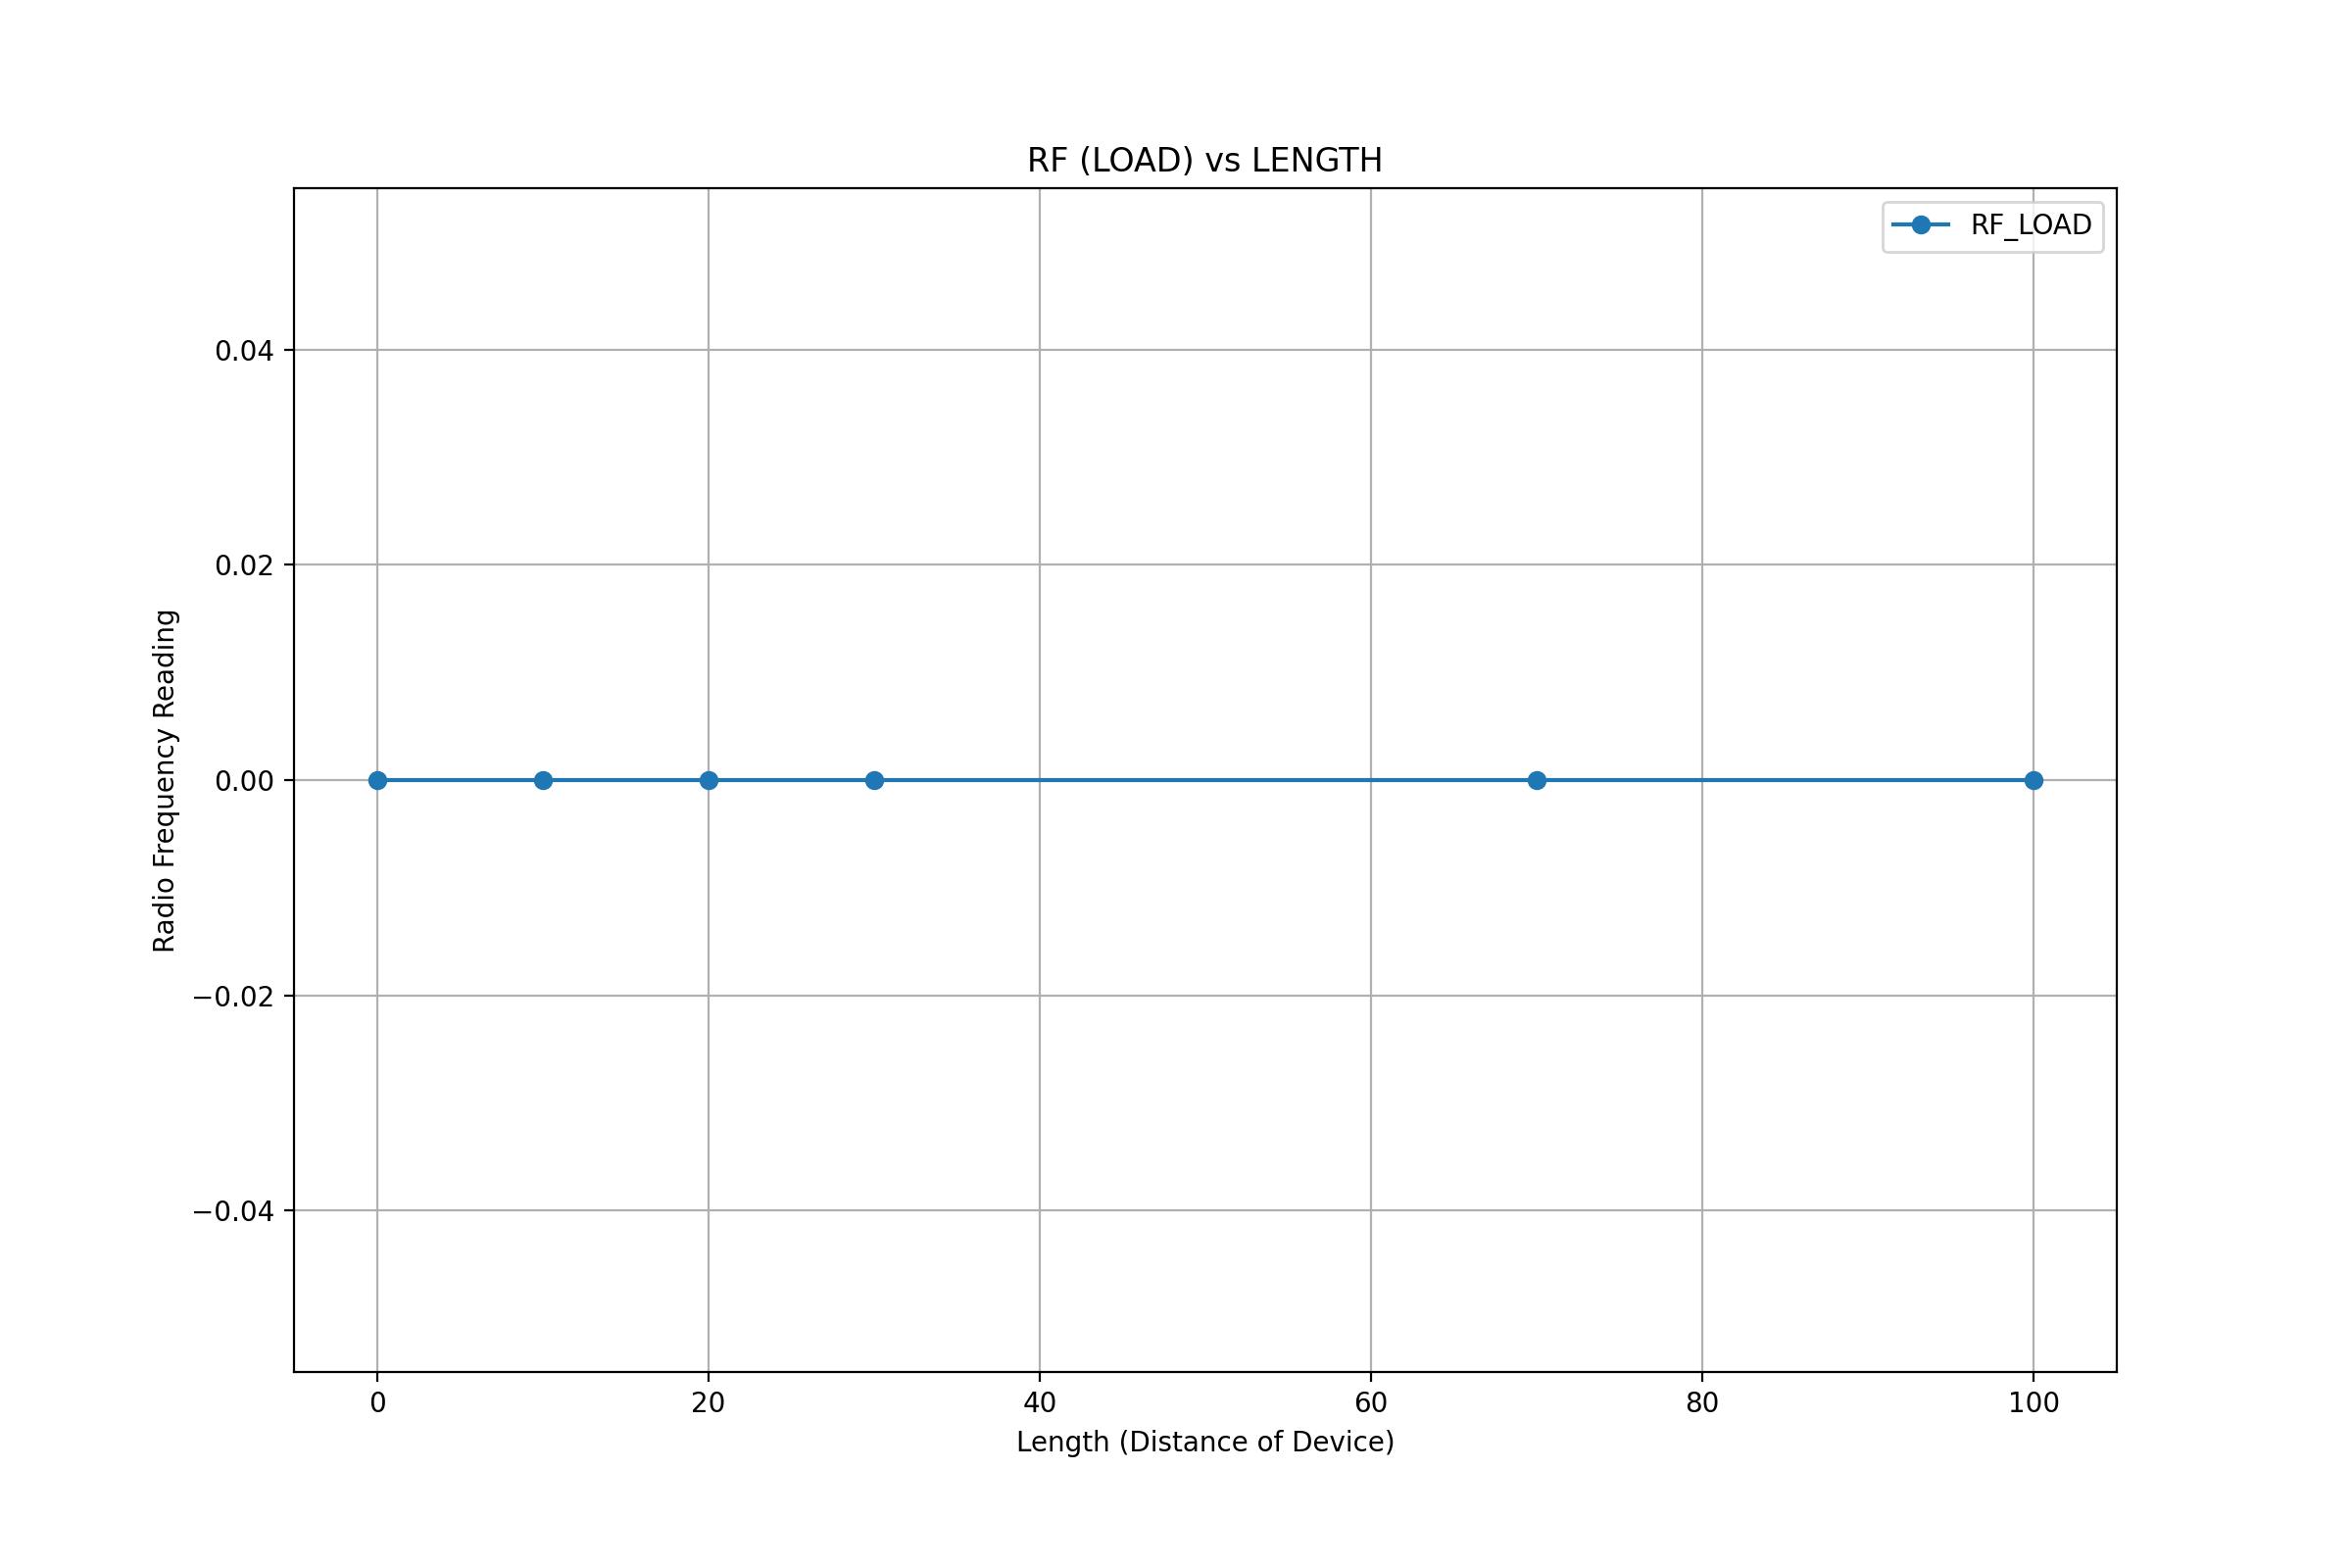 RF (LOAD) vs LENGTH
RF_LOAD
0.04
0.02
0.00
−0.02
−0.04
Radio Frequency Reading
0 20 40 60 80 100
Length (Distance of Device)